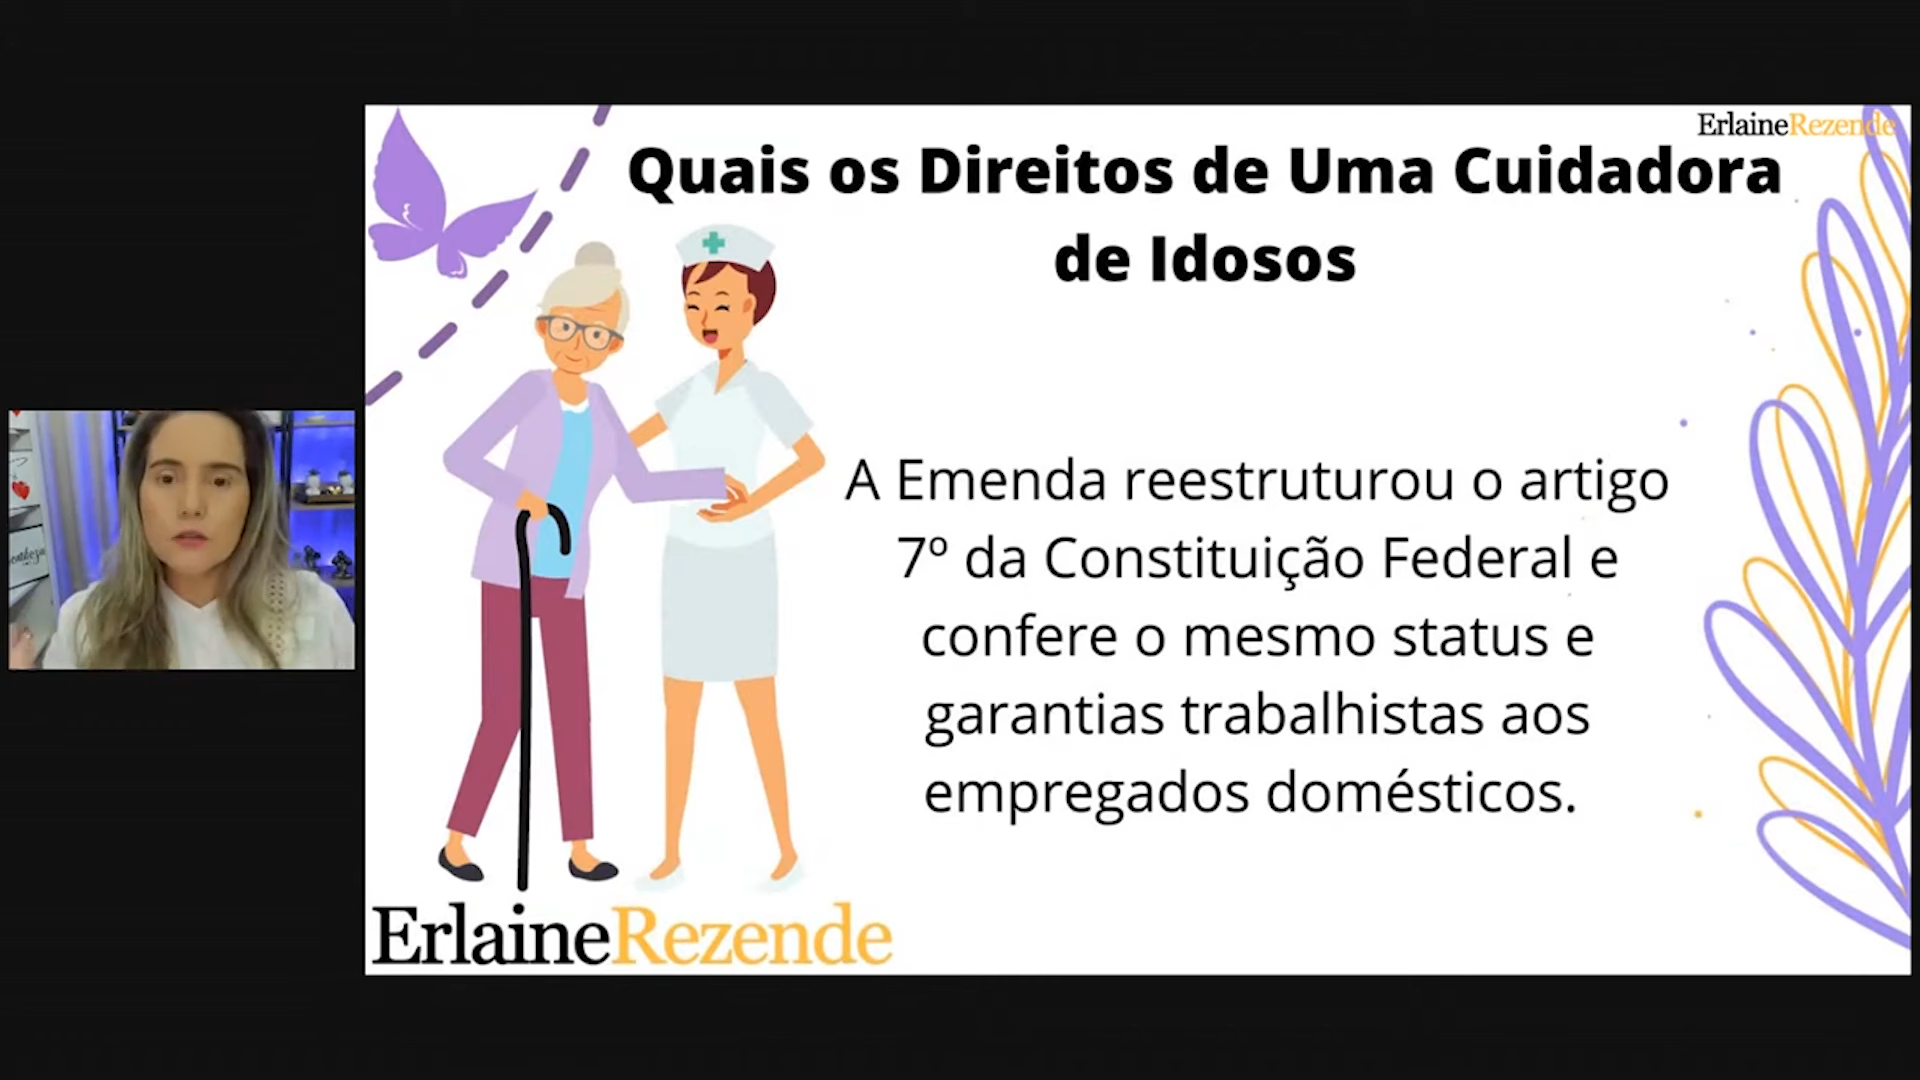 ErlaineRezende
Quais os Direitos de Uma Cuidadora
de Idosos
A Emenda reestruturou o artigo
7º da Constituição Federal e
confere o mesmo status e
garantias trabalhistas aos
empregados domésticos.
ErlaineRezende